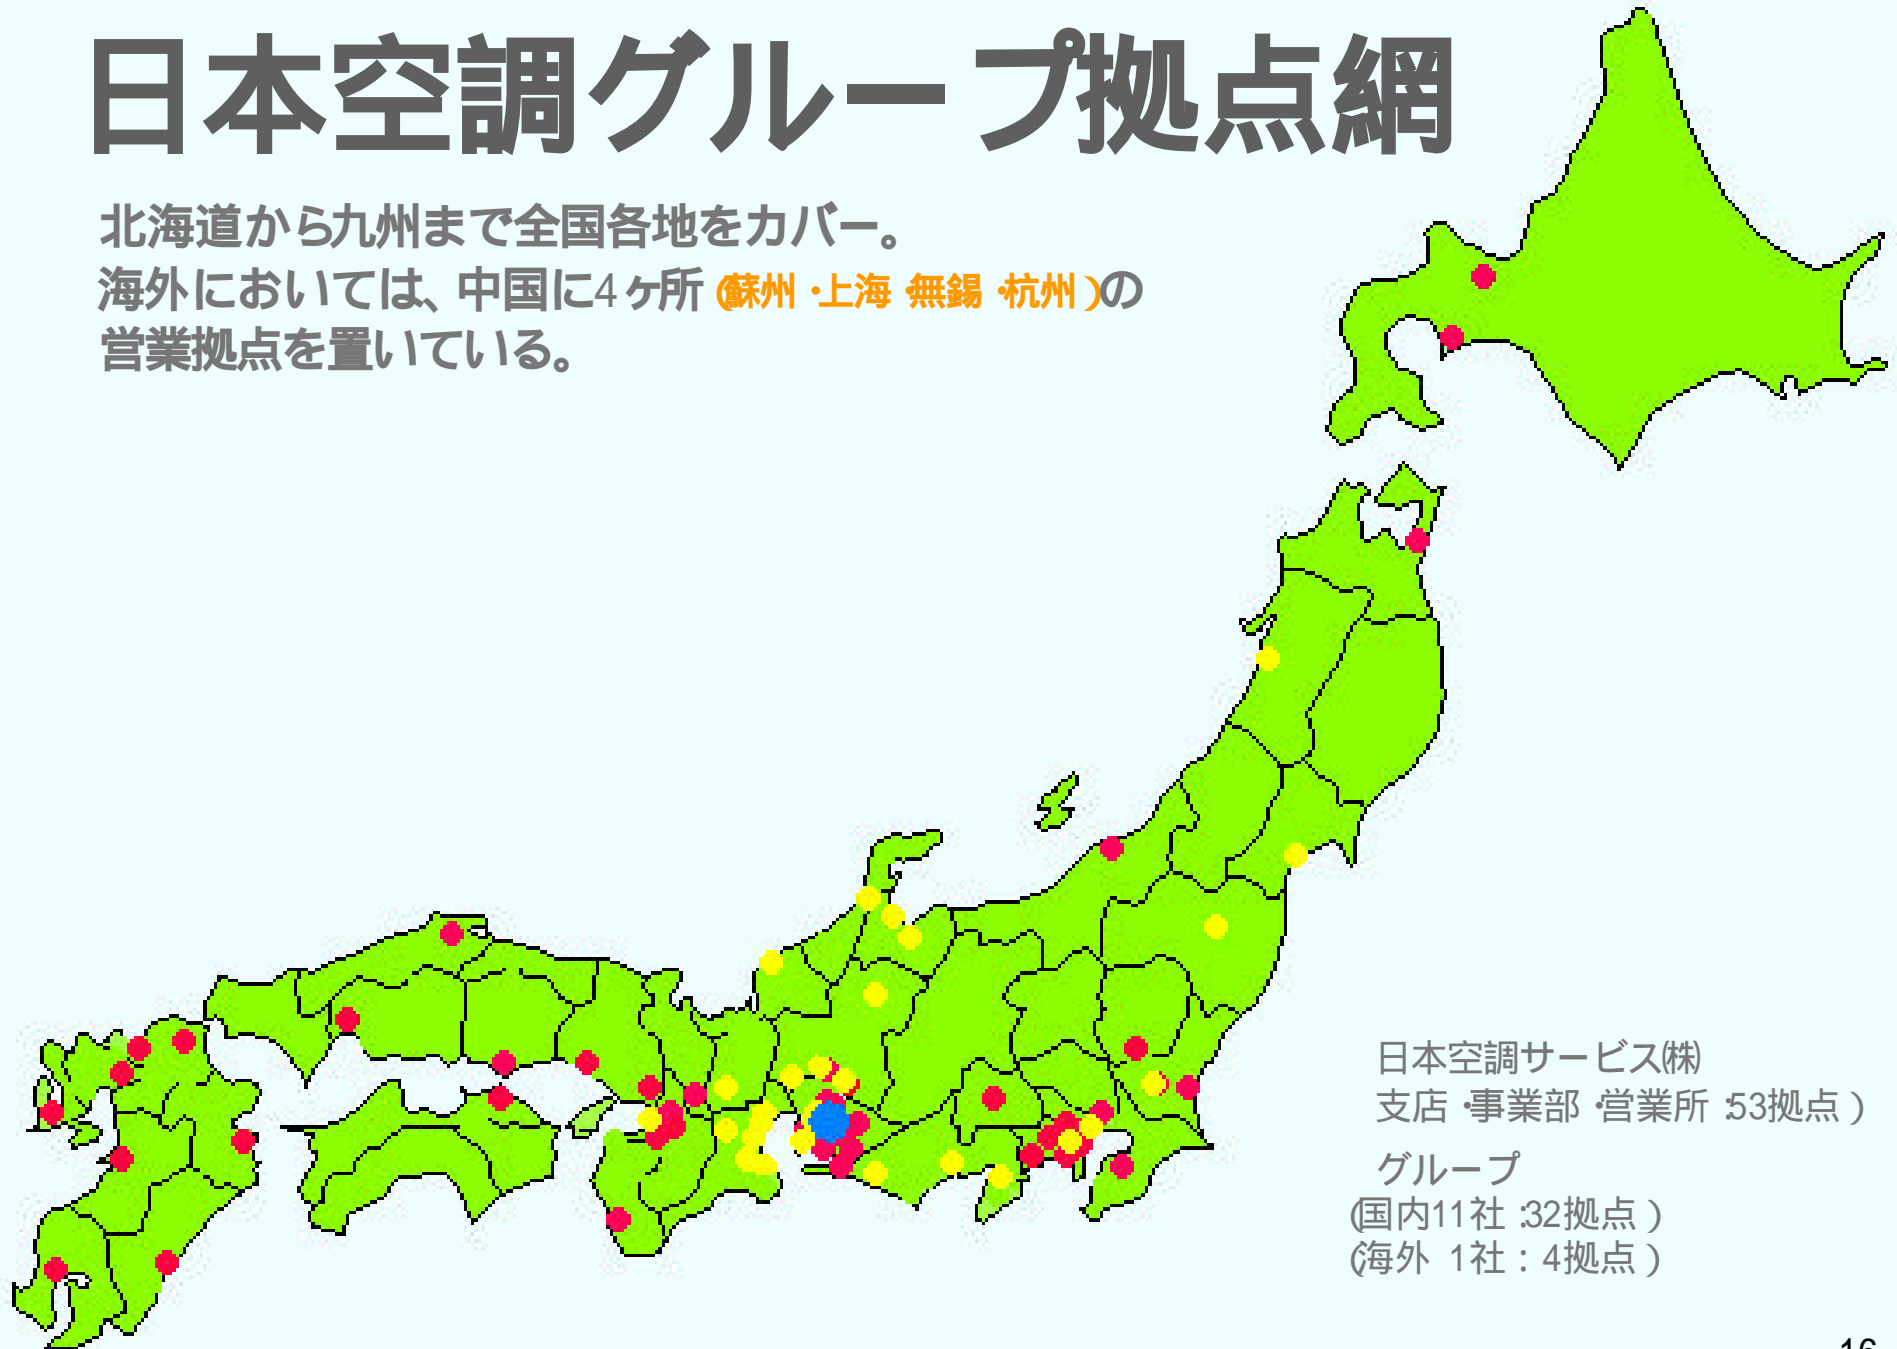 日本空調グループ拠点網
北海道から九州まで全国各地をカバー。
海外においては、中国に4ヶ所(蘇州・上海・無錫・杭州)の
営業拠点を置いている。
日本空調サービス㈱
支店・事業部・営業所:53拠点)
グループ
(国内11社:32拠点)
(海外 1社:4拠点)
16